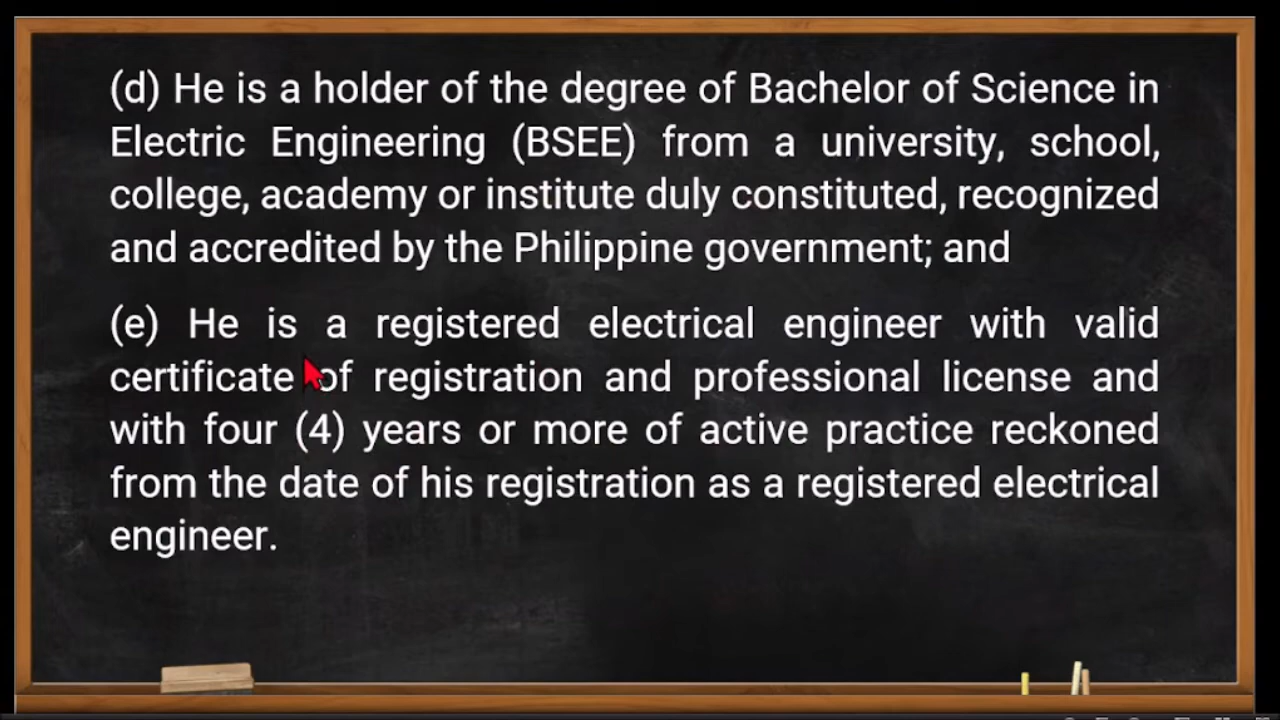 (d) He is a holder of the degree of Bachelor of Science in
Electric Engineering (BSEE) from a university, school,
college, academy or institute duly constituted, recognized
and accredited by the Philippine government; and
(e) He is a registered electrical engineer with valid
certificate of registration and professional license and
with four (4) years or more of active practice reckoned
from the date of his registration as a registered electrical
engineer.